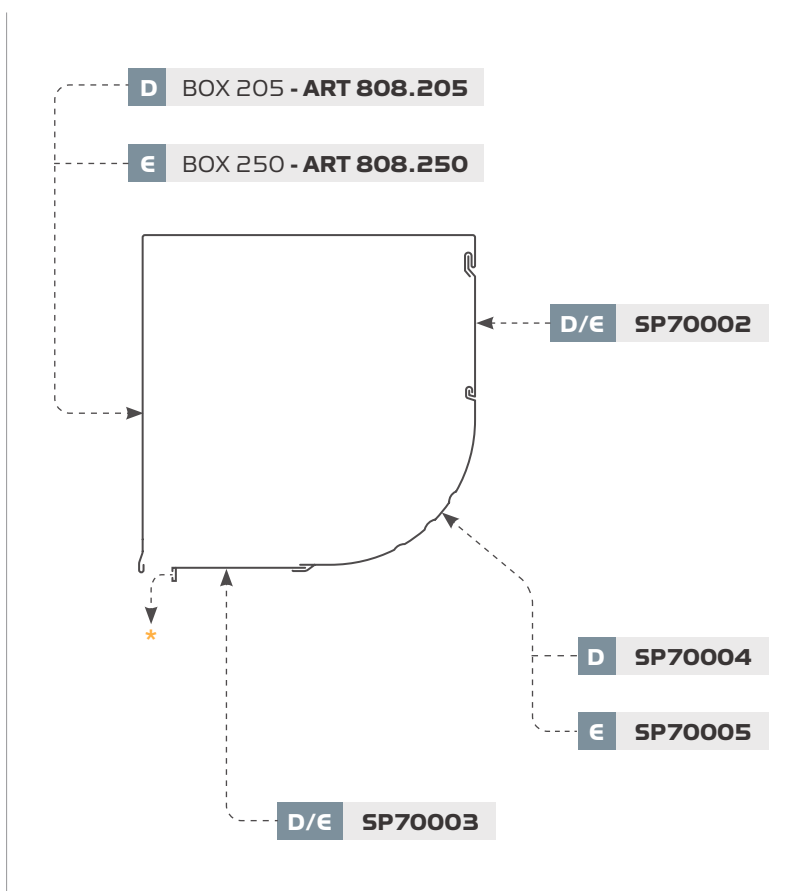 D BOX 205 - ART 808.205
E BOX 250 - ART 808.250
D/E SP70002
*
D SP70004
E SP70005
D/E SP70003